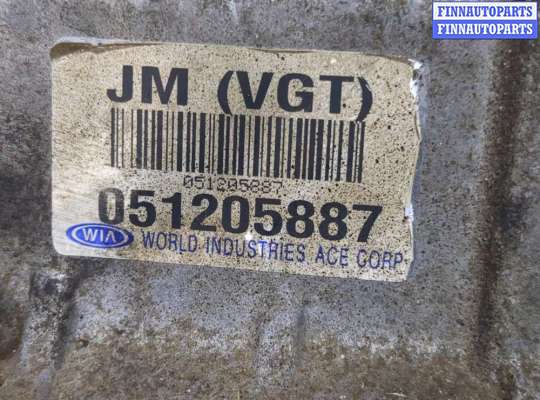 FINNAUTOPARTS
FINNAUTOPARTS
JM (VGT)
051205887
051205887
WIA WORLD INDUSTRIES ACE CORP